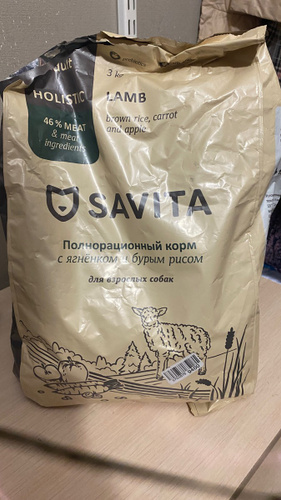 3 кг
HOLISTIC
46 % MEAT
& meat
ingredients
LAMB
brown rice, carrot
and apple
SAVITA
Полнорационный корм
с ягнёнком и бурым рисом
для взрослых собак